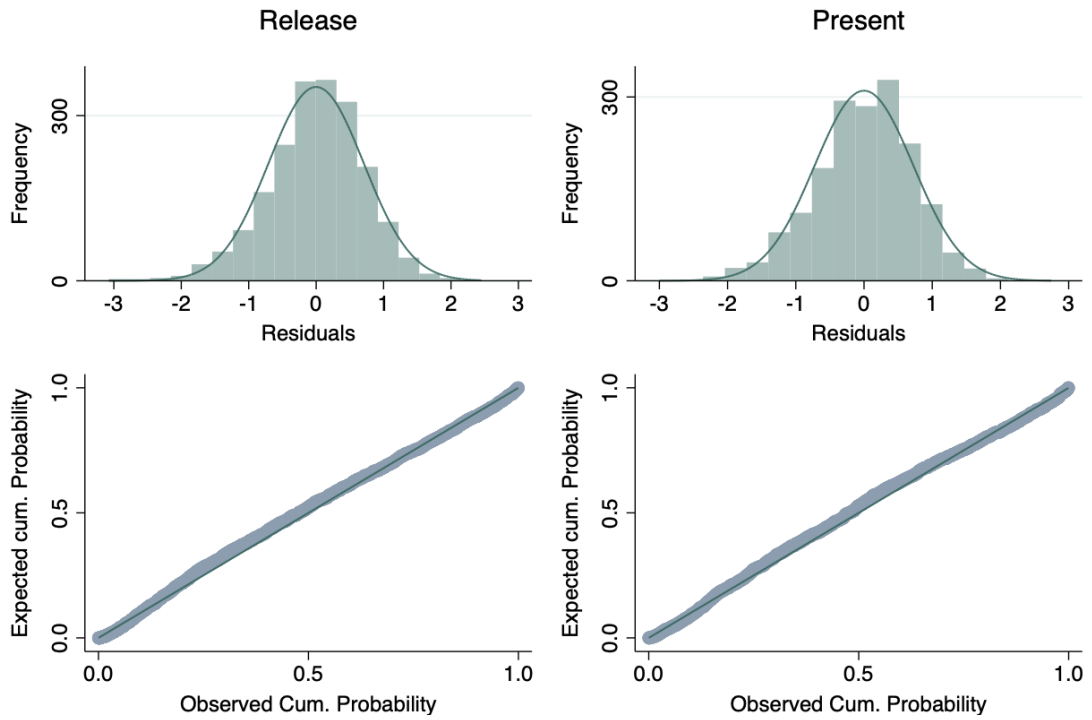 Release
Present
Frequency
300
0
-3 -2 -1 0 1 2 3
Residuals
Frequency
300
0
-3 -2 -1 0 1 2 3
Residuals
Expected cum. Probability
1.0
0.5
0.0
0.0 0.5 1.0
Observed Cum. Probability
Expected cum. Probability
1.0
0.5
0.0
0.0 0.5 1.0
Observed Cum. Probability